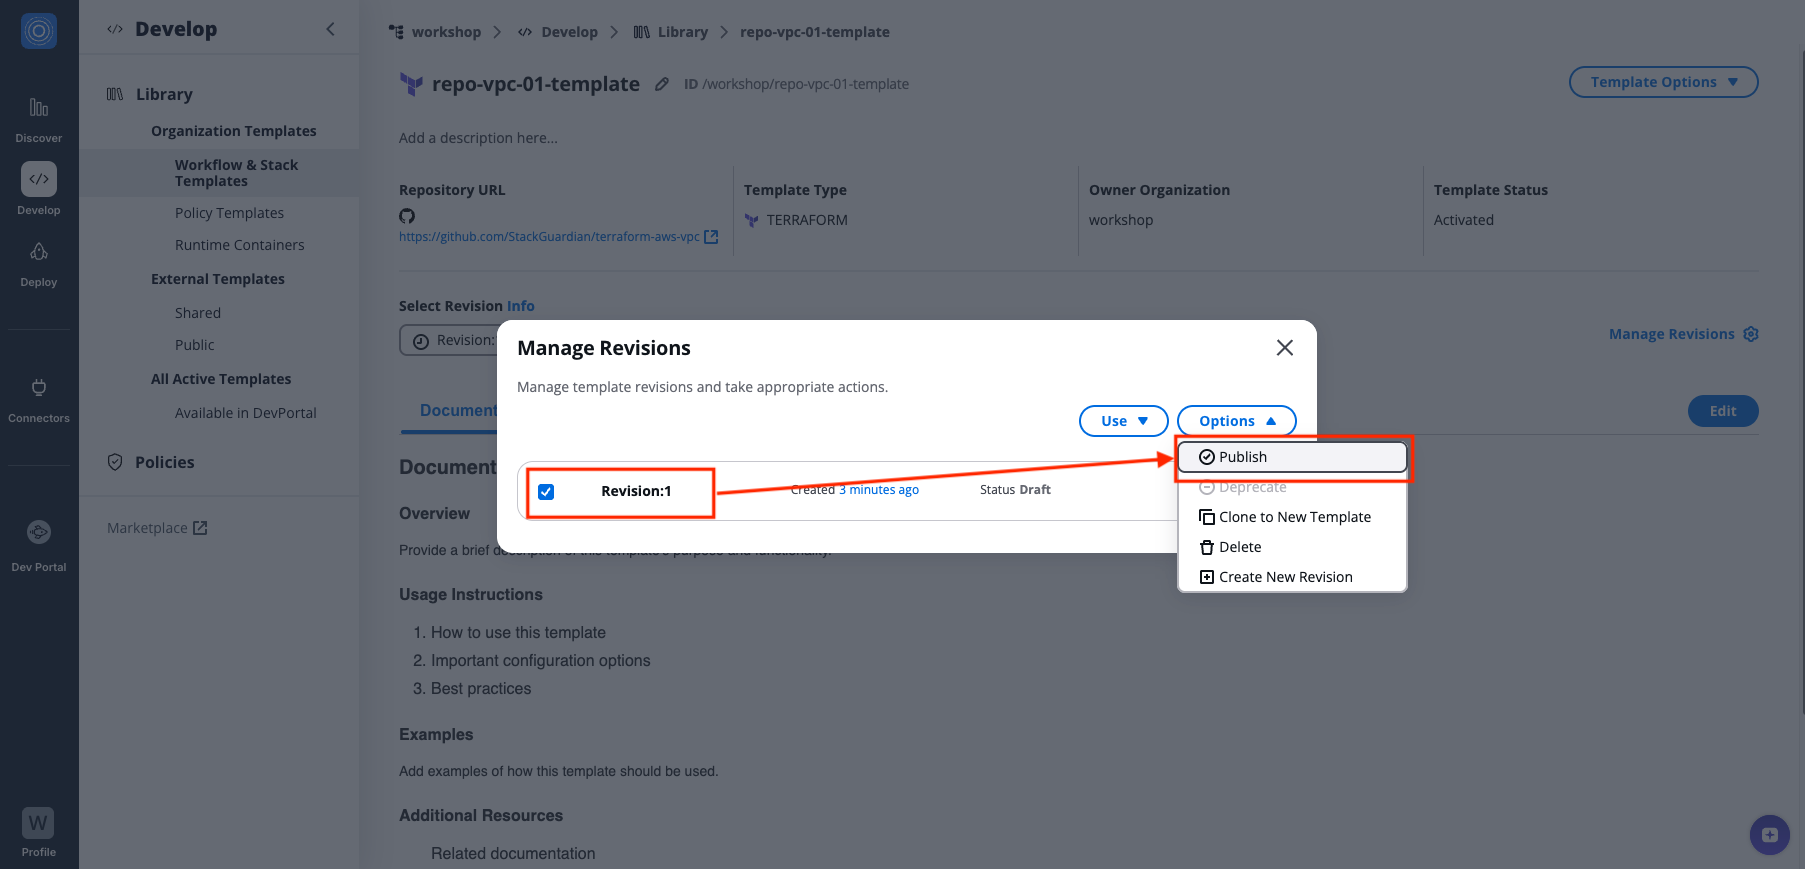 Discover
Develop
Deploy
Connectors
Dev Portal
W
Profile
</> Develop
Library
Organization Templates
Workflow & Stack
Templates
Policy Templates
Runtime Containers
External Templates
Shared
Public
All Active Templates
Available in DevPortal
Policies
Marketplace
workshop > </> Develop > Library > repo-vpc-01-template
repo-vpc-01-template ID /workshop/repo-vpc-01-template
Template Options
Add a description here...
Repository URL
https://github.com/StackGuardian/terraform-aws-vpc
Template Type
TERRAFORM
Owner Organization
workshop
Template Status
Activated
Select Revision Info
Revision:
Manage Revisions
Document
Edit
Manage Revisions
Manage template revisions and take appropriate actions.
Use
Options
Revision:1
Created 3 minutes ago
Status Draft
Publish
Deprecate
Clone to New Template
Delete
Create New Revision
Document
Overview
Provide a brief description of this template's purpose and functionality.
Usage Instructions
1. How to use this template
2. Important configuration options
3. Best practices
Examples
Add examples of how this template should be used.
Additional Resources
Related documentation